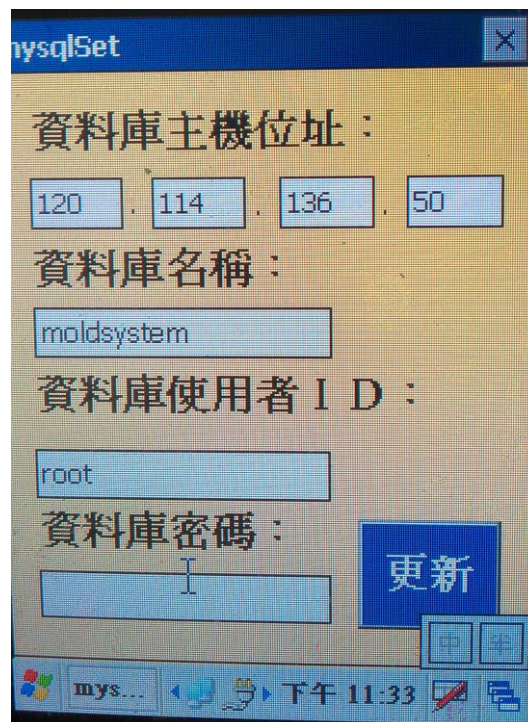 mysqlSet
資料庫主機位址：
120 . 114 . 136 . 50
資料庫名稱：
moldsystem
資料庫使用者ＩＤ：
root
資料庫密碼：
更新
中 半
mys... 下午 11:33